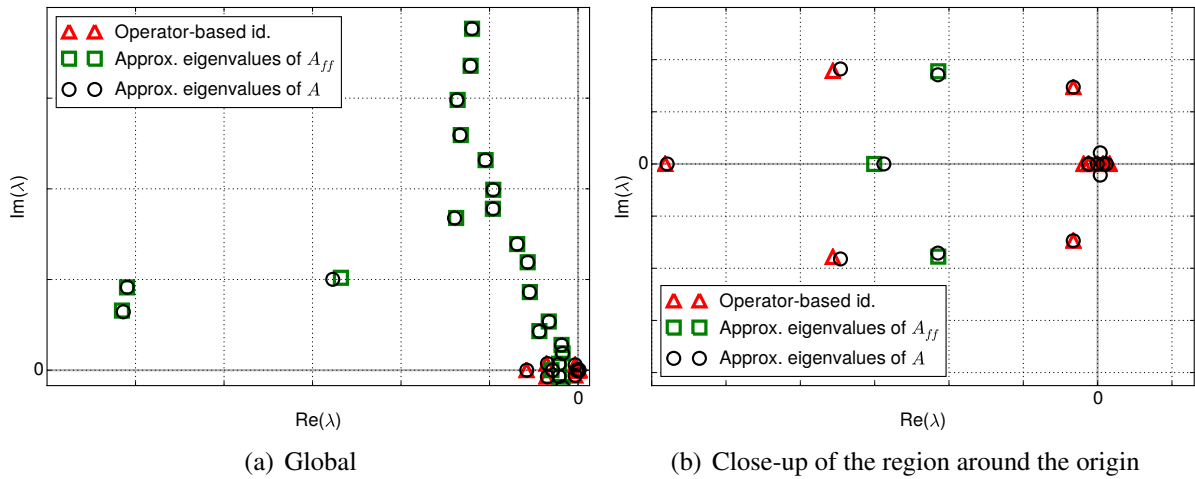 Operator-based id.
Approx. eigenvalues of A_ff
Approx. eigenvalues of A
Im(λ)
0
0
Re(λ)
(a) Global
Operator-based id.
Approx. eigenvalues of A_ff
Approx. eigenvalues of A
Im(λ)
0
0
Re(λ)
(b) Close-up of the region around the origin